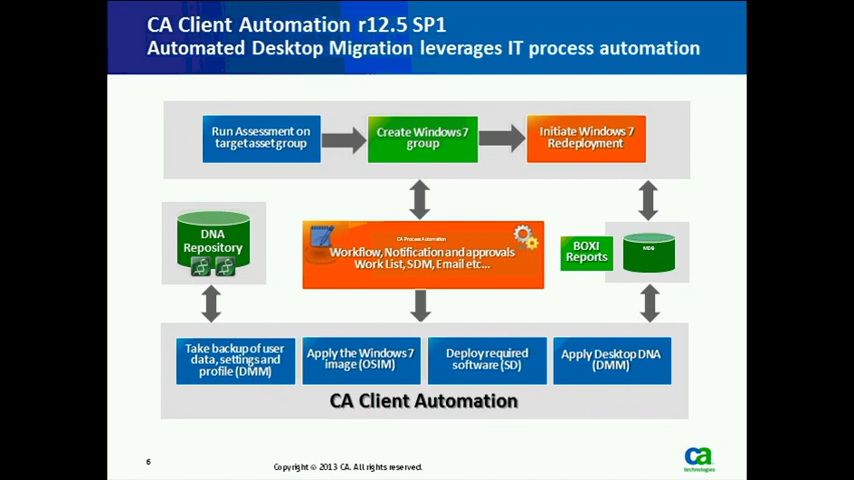 CA Client Automation r12.5 SP1
Automated Desktop Migration leverages IT process automation
Run Assessment on
target asset group
Create Windows 7
group
Initiate Windows 7
Redeployment
DNA
Repository
CA Process Automation
Workflow, Notification and approvals
Work List, SDM, Email etc...
BOXI
Reports
MDB
Take backup of user
data, settings and
profile (DMM)
Apply the Windows 7
image (OSIM)
Deploy required
software (SD)
Apply Desktop DNA
(DMM)
CA Client Automation
6
Copyright © 2013 CA. All rights reserved.
ca
technologies